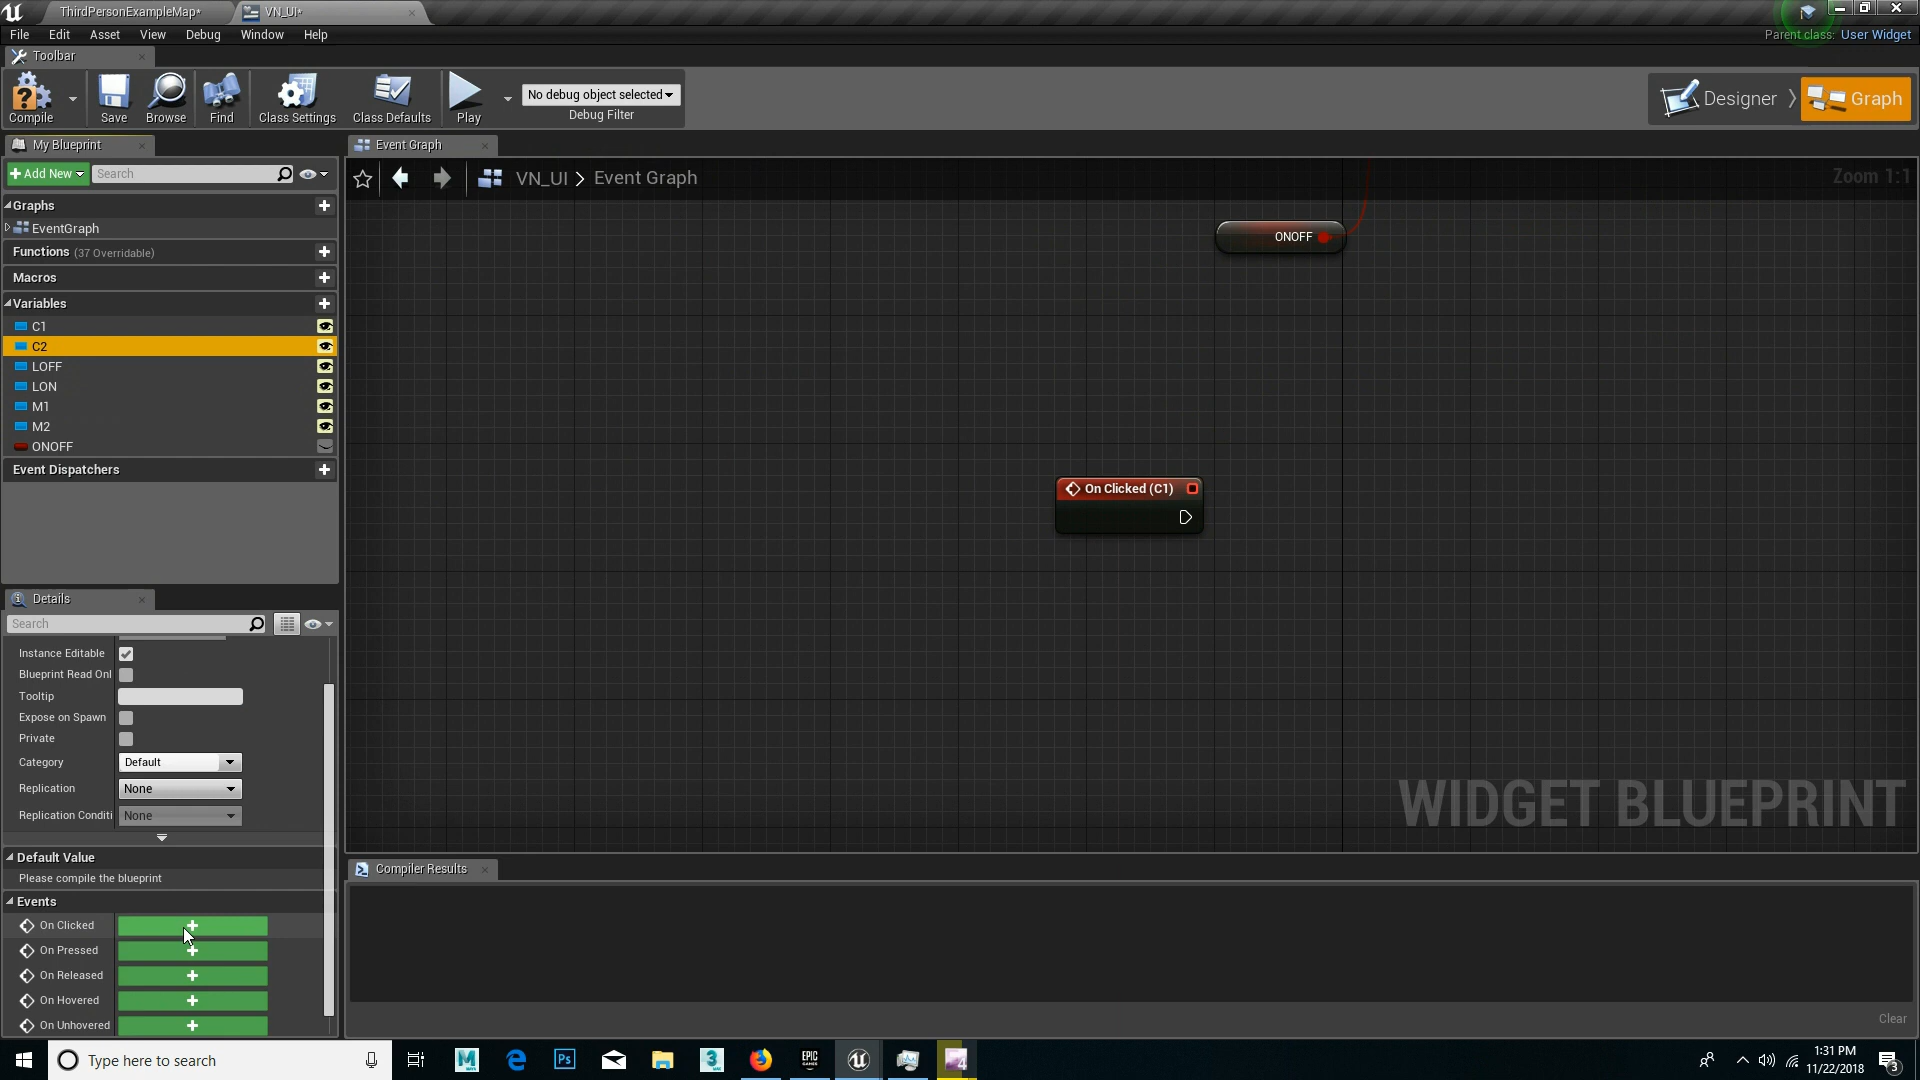 ThirdPersonExampleMap*
VN_UI*
File Edit Asset View Debug Window Help
Parent class: User Widget
Toolbar
Compile Save Browse Find Class Settings Class Defaults Play
No debug object selected
Debug Filter
Designer
Graph
My Blueprint
Event Graph
Add New
Search
VN_UI > Event Graph
Zoom 1:1
Graphs
EventGraph
Functions (37 Overridable)
Macros
Variables
C1
C2
LOFF
LON
M1
M2
ONOFF
Event Dispatchers
ONOFF
On Clicked (C1)
WIDGET BLUEPRINT
Details
Search
Instance Editable
Blueprint Read Onl
Tooltip
Expose on Spawn
Private
Category Default
Replication None
Replication Conditi None
Default Value
Please compile the blueprint
Events
On Clicked
On Pressed
On Released
On Hovered
On Unhovered
Compiler Results
Clear
Type here to search
1:31 PM
11/22/2018